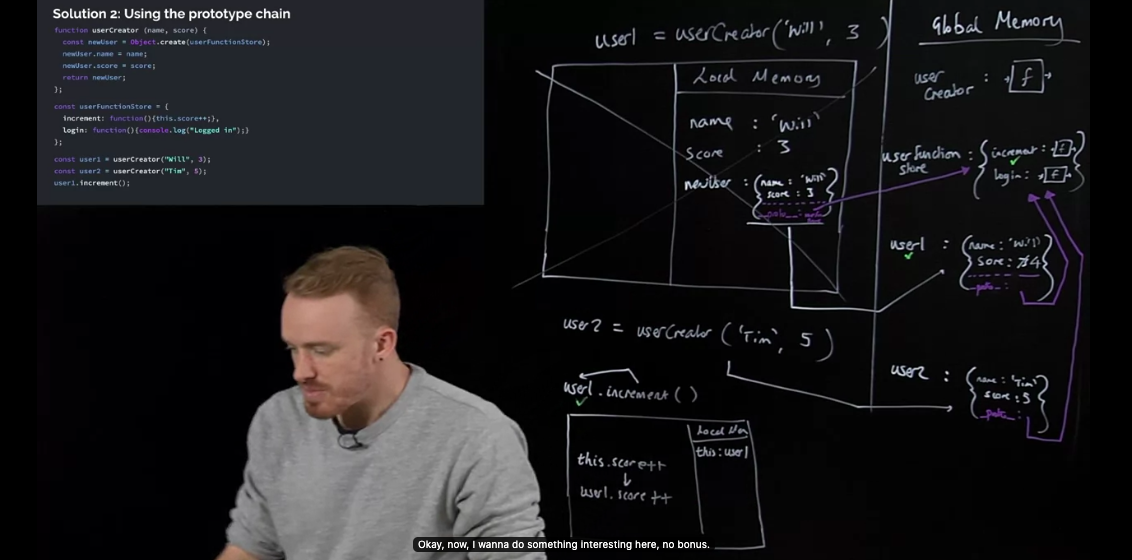 Solution 2: Using the prototype chain
function userCreator (name, score) {
const newUser = Object.create(userFunctionStore);
newUser.name = name;
newUser.score = score;
return newUser;
};
const userFunctionStore = {
increment: function(){this.score++;},
login: function(){console.log("Logged in");}
};
const user1 = userCreator("Will", 3);
const user2 = userCreator("Tim", 5);
user1.increment();
user1 = userCreator('Will', 3)
Local Memory
name : 'Will'
score : 3
newUser : {name : 'Will'
score : 3
user2 = userCreator ('Tim', 5)
user1.increment()
this.score++
↓
user1.score++
Local Mem
this: user1
Global Memory
user Creator : f
userfunction store : {increment : f
login : f}
user1 : {name : 'Will'
Sore : 3 4
user2 : {name : 'Tim'
score : 5
Okay, now, I wanna do something interesting here, no bonus.